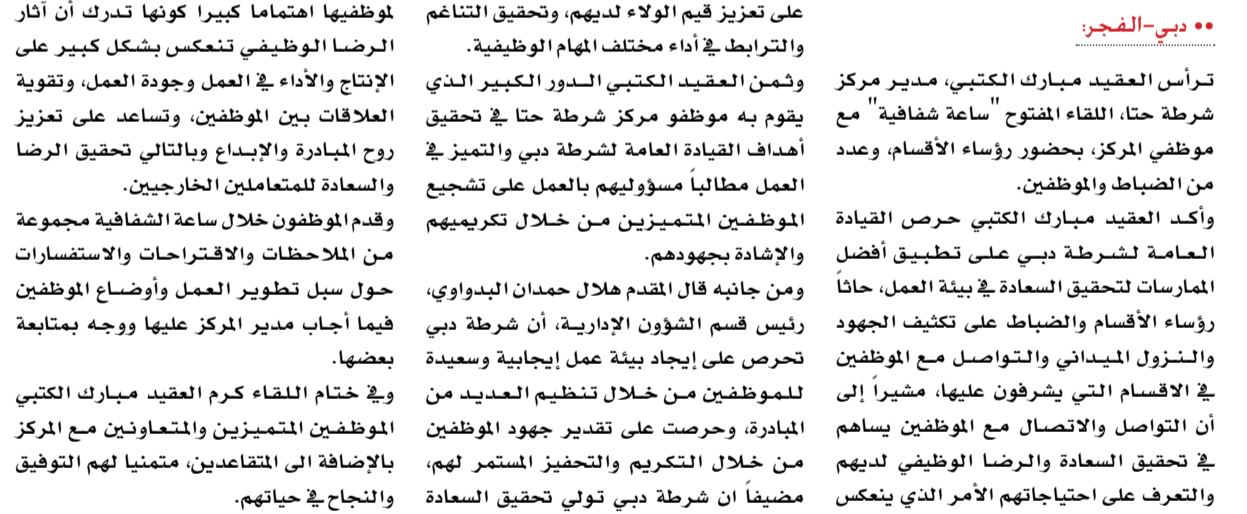 •• دبي-الفجر:
ترأس العقيد مبارك الكتبي، مدير مركز
شرطة حتا، اللقاء المفتوح "ساعة شفافية" مع
موظفي المركز، بحضور رؤساء الأقسام، وعدد
من الضباط والموظفين.
وأكد العقيد مبارك الكتبي حرص القيادة
العامة لشرطة دبي على تطبيق أفضل
الممارسات لتحقيق السعادة في بيئة العمل، حاثاً
رؤساء الأقسام والضباط على تكثيف الجهود
والنزول الميداني والتواصل مع الموظفين
في الاقسام التي يشرفون عليها، مشيراً إلى
أن التواصل والاتصال مع الموظفين يساهم
في تحقيق السعادة والرضا الوظيفي لديهم
والتعرف على احتياجاتهم الأمر الذي ينعكس
على تعزيز قيم الولاء لديهم، وتحقيق التناغم
والترابط في أداء مختلف المهام الوظيفية.
وثمن العقيد الكتبي الدور الكبير الذي
يقوم به موظفو مركز شرطة حتا في تحقيق
أهداف القيادة العامة لشرطة دبي والتميز في
العمل مطالباً مسؤوليهم بالعمل على تشجيع
الموظفين المتميزين من خلال تكريميهم
والإشادة بجهودهم.
ومن جانبه قال المقدم هلال حمدان البدواوي،
رئيس قسم الشؤون الإدارية، أن شرطة دبي
تحرص على إيجاد بيئة عمل إيجابية وسعيدة
للموظفين من خلال تنظيم العديد من
المبادرة، وحرصت على تقدير جهود الموظفين
من خلال التكريم والتحفيز المستمر لهم،
مضيفاً ان شرطة دبي تولي تحقيق السعادة
لموظفيها اهتماما كبيرا كونها تدرك أن آثار
الرضا الوظيفي تنعكس بشكل كبير على
الإنتاج والأداء في العمل وجودة العمل، وتقوية
العلاقات بين الموظفين، وتساعد على تعزيز
روح المبادرة والإبداع وبالتالي تحقيق الرضا
والسعادة للمتعاملين الخارجيين.
وقدم الموظفون خلال ساعة الشفافية مجموعة
من الملاحظات والاقتراحات والاستفسارات
حول سبل تطوير العمل وأوضاع الموظفين
فيما أجاب مدير المركز عليها ووجه بمتابعة
بعضها.
وفي ختام اللقاء كرم العقيد مبارك الكتبي
الموظفين المتميزين والمتعاونين مع المركز
بالإضافة الى المتقاعدين، متمنيا لهم التوفيق
والنجاح في حياتهم.